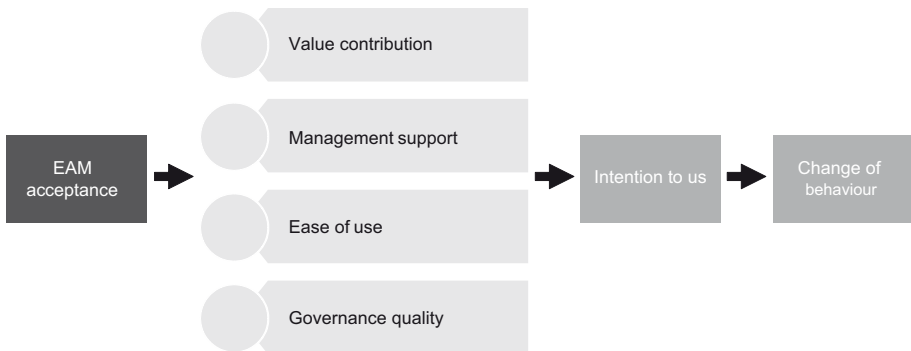 EAM
acceptance
Value contribution
Management support
Ease of use
Governance quality
Intention to us
Change of
behaviour